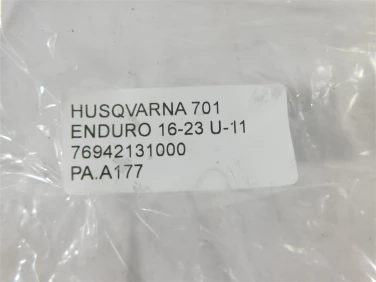 HUSQVARNA 701
ENDURO 16-23 U-11
76942131000
PA.A177